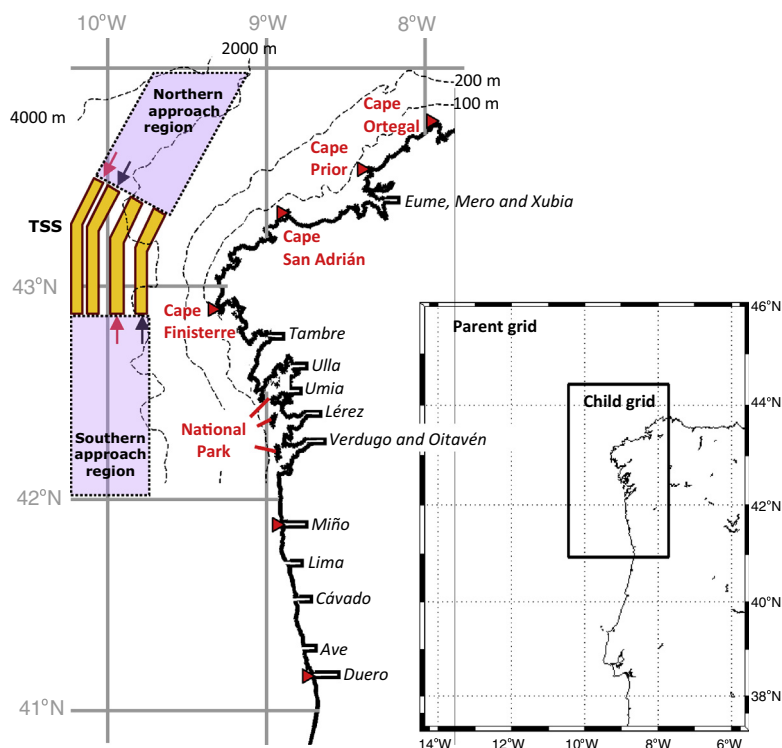 10°W
9°W
8°W
2000 m
4000 m
Northern
approach
region
200 m
100 m
Cape
Ortegal
Cape
Prior
Eume, Mero and Xubia
TSS
Cape
San Adrián
43°N
Cape
Finisterre
Tambre
Ulla
Umia
Lérez
National
Park
Verdugo and Oitavén
Southern
approach
region
42°N
Miño
Lima
Cávado
Ave
Duero
41°N
Parent grid
Child grid
46°N
44°N
42°N
40°N
38°N
14°W
12°W
10°W
8°W
6°W